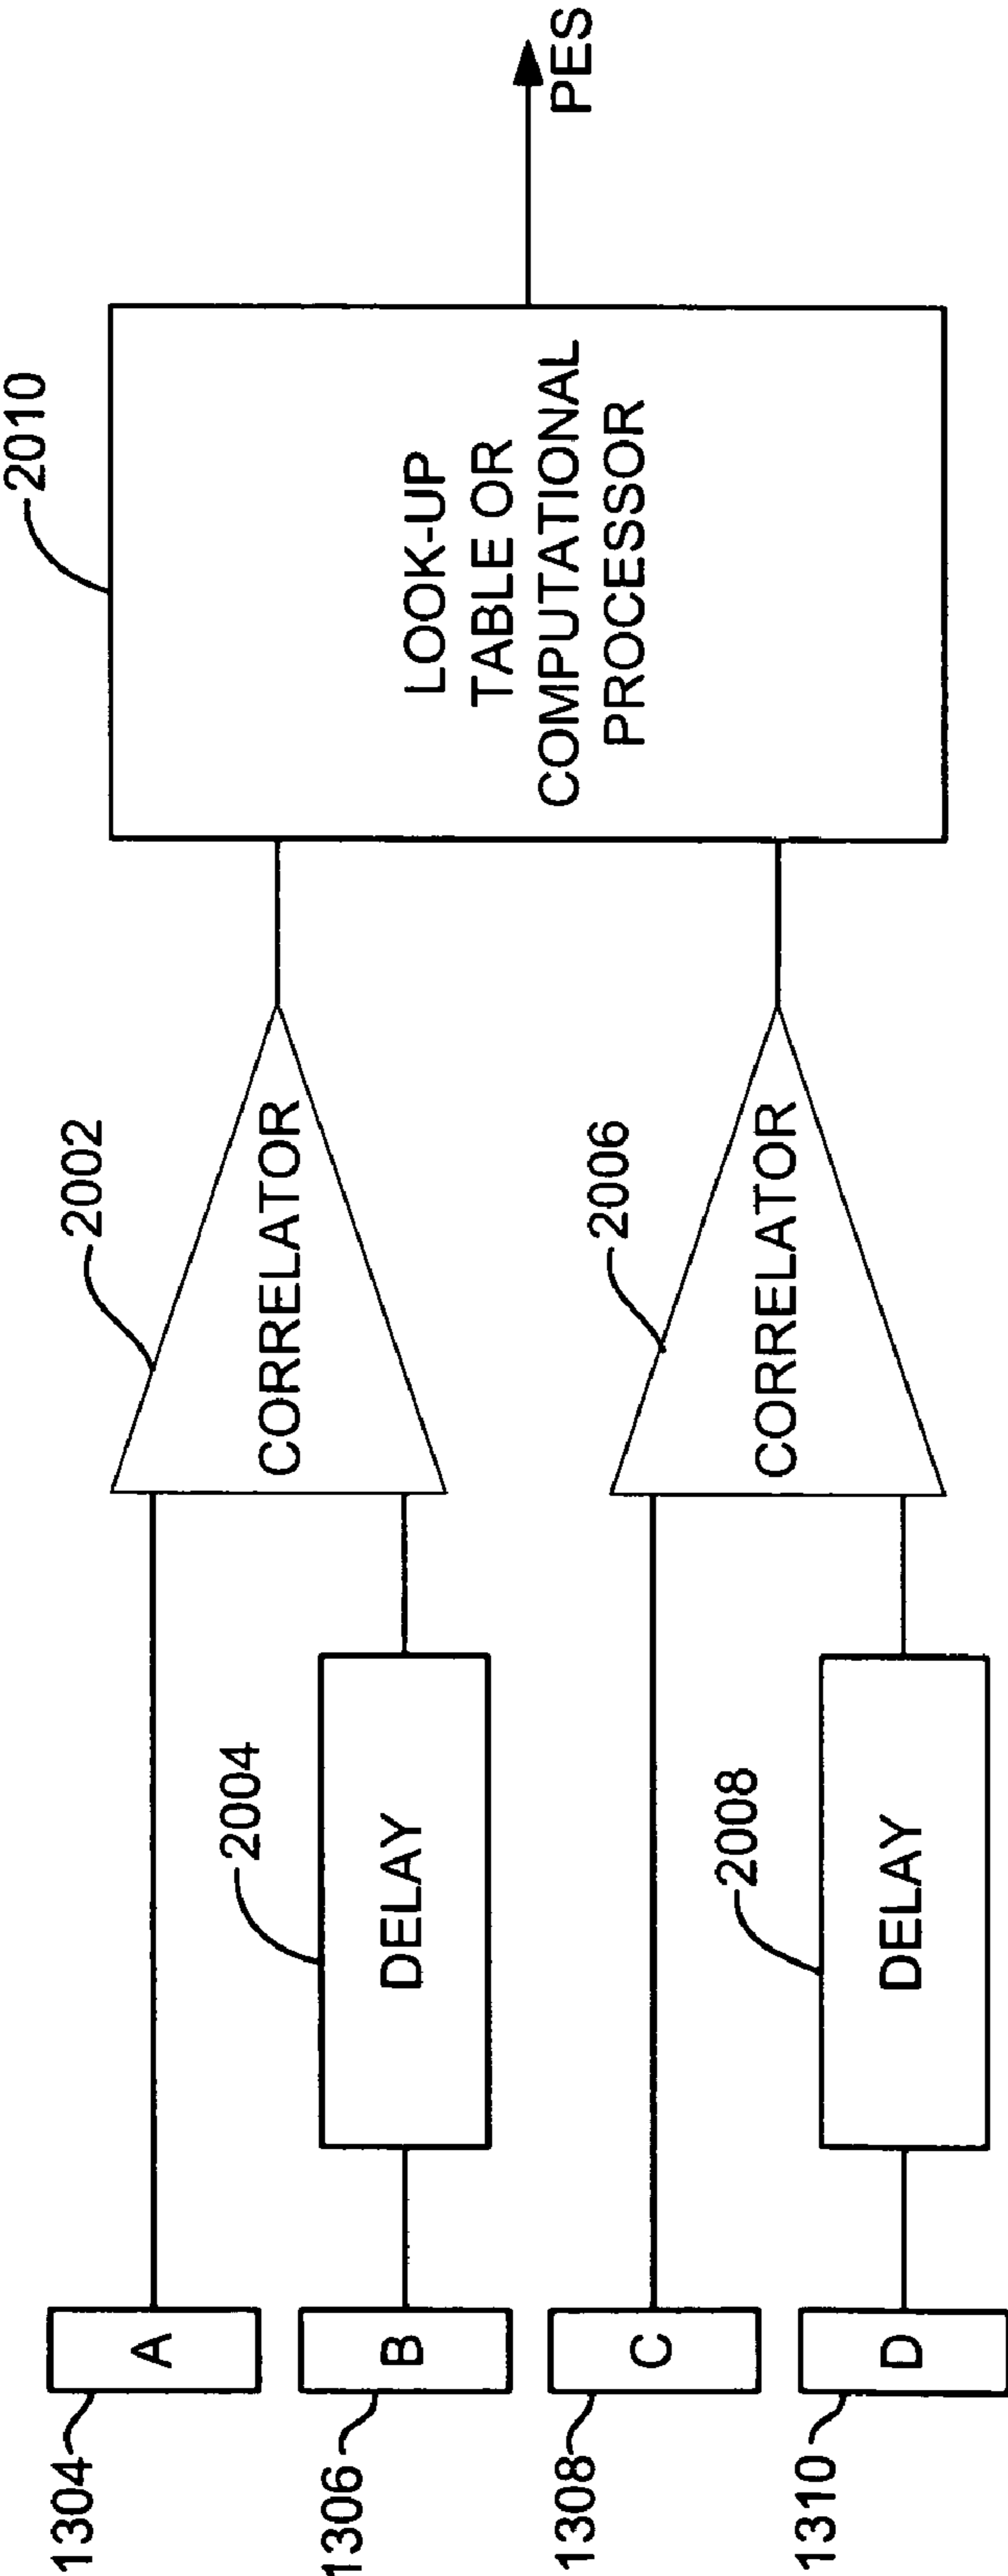 2010
LOOK-UP
TABLE OR
COMPUTATIONAL
PROCESSOR
PES
2002
CORRELATOR
2006
CORRELATOR
2004
DELAY
2008
DELAY
1304
A
1306
B
1308
C
1310
D